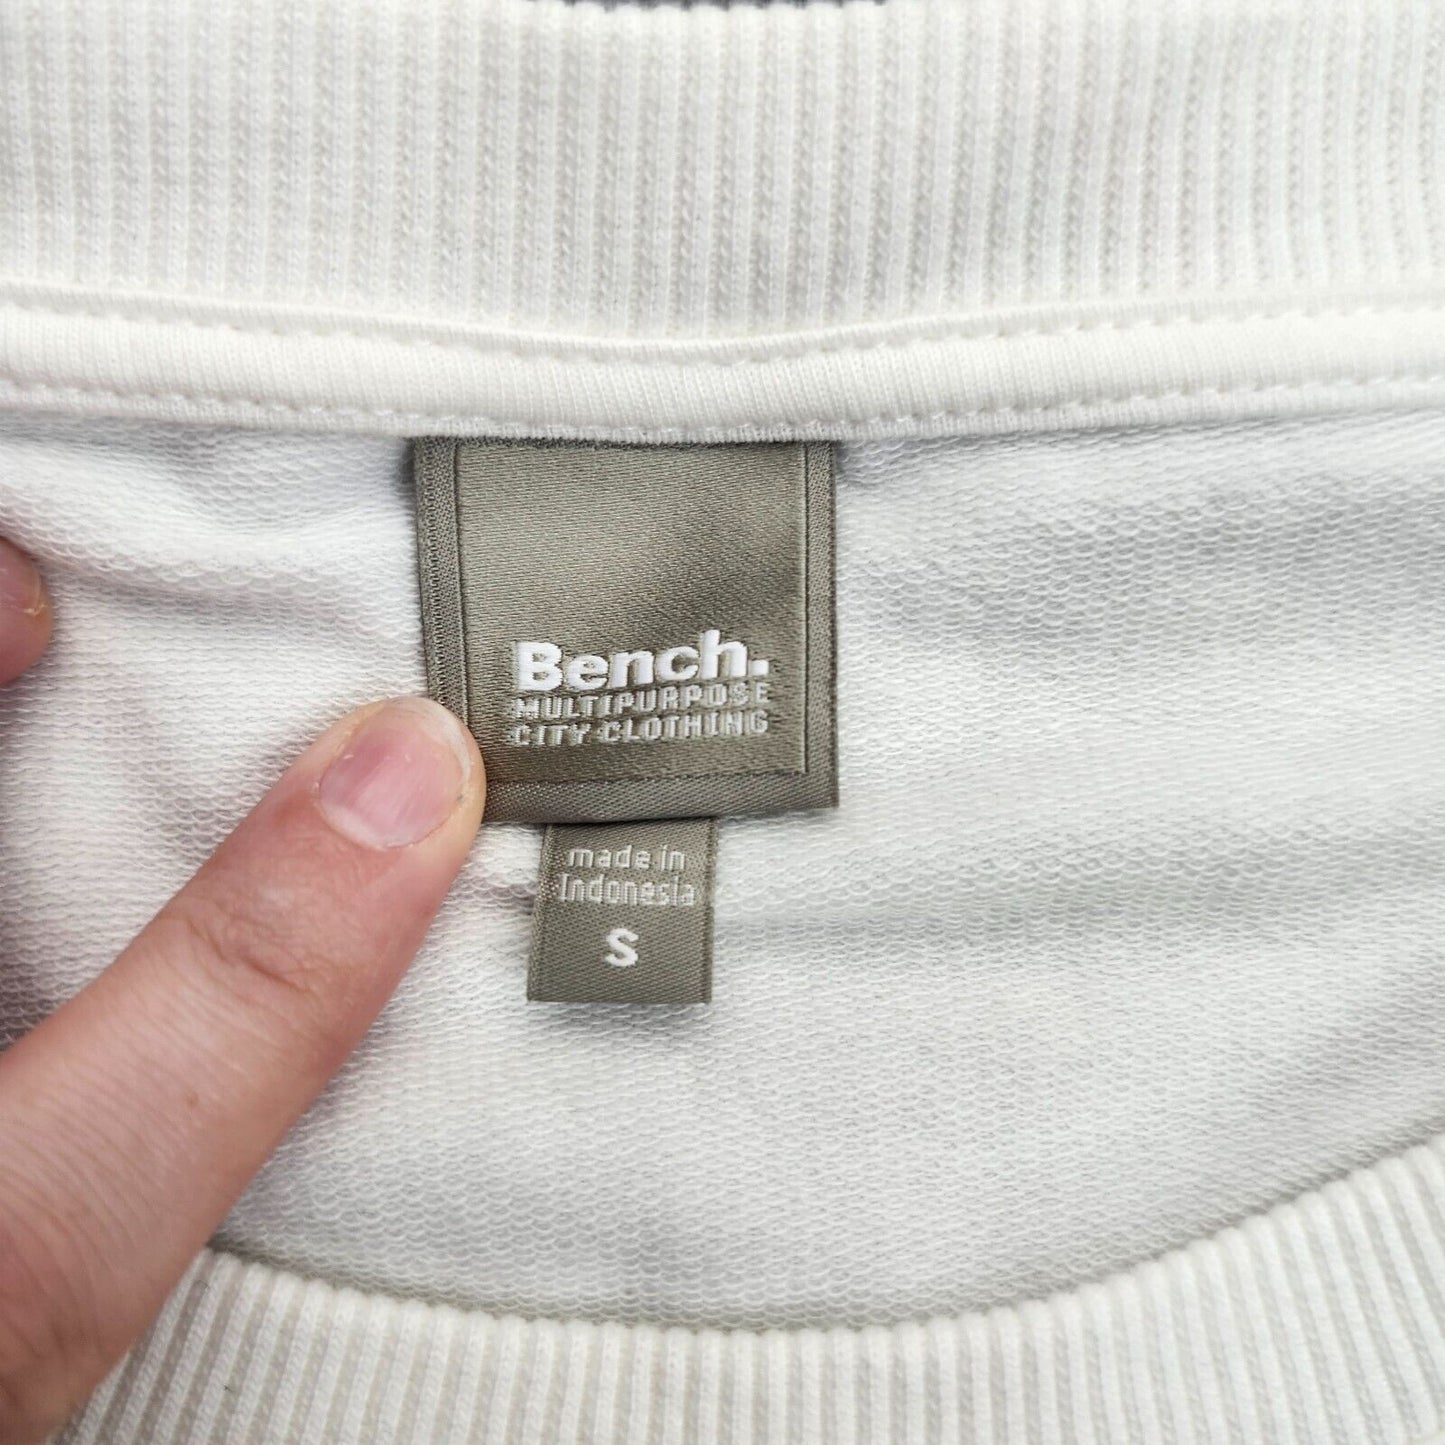 Bench.
MULTIPURPOSE
CITY CLOTHING
made in
Indonesia
S